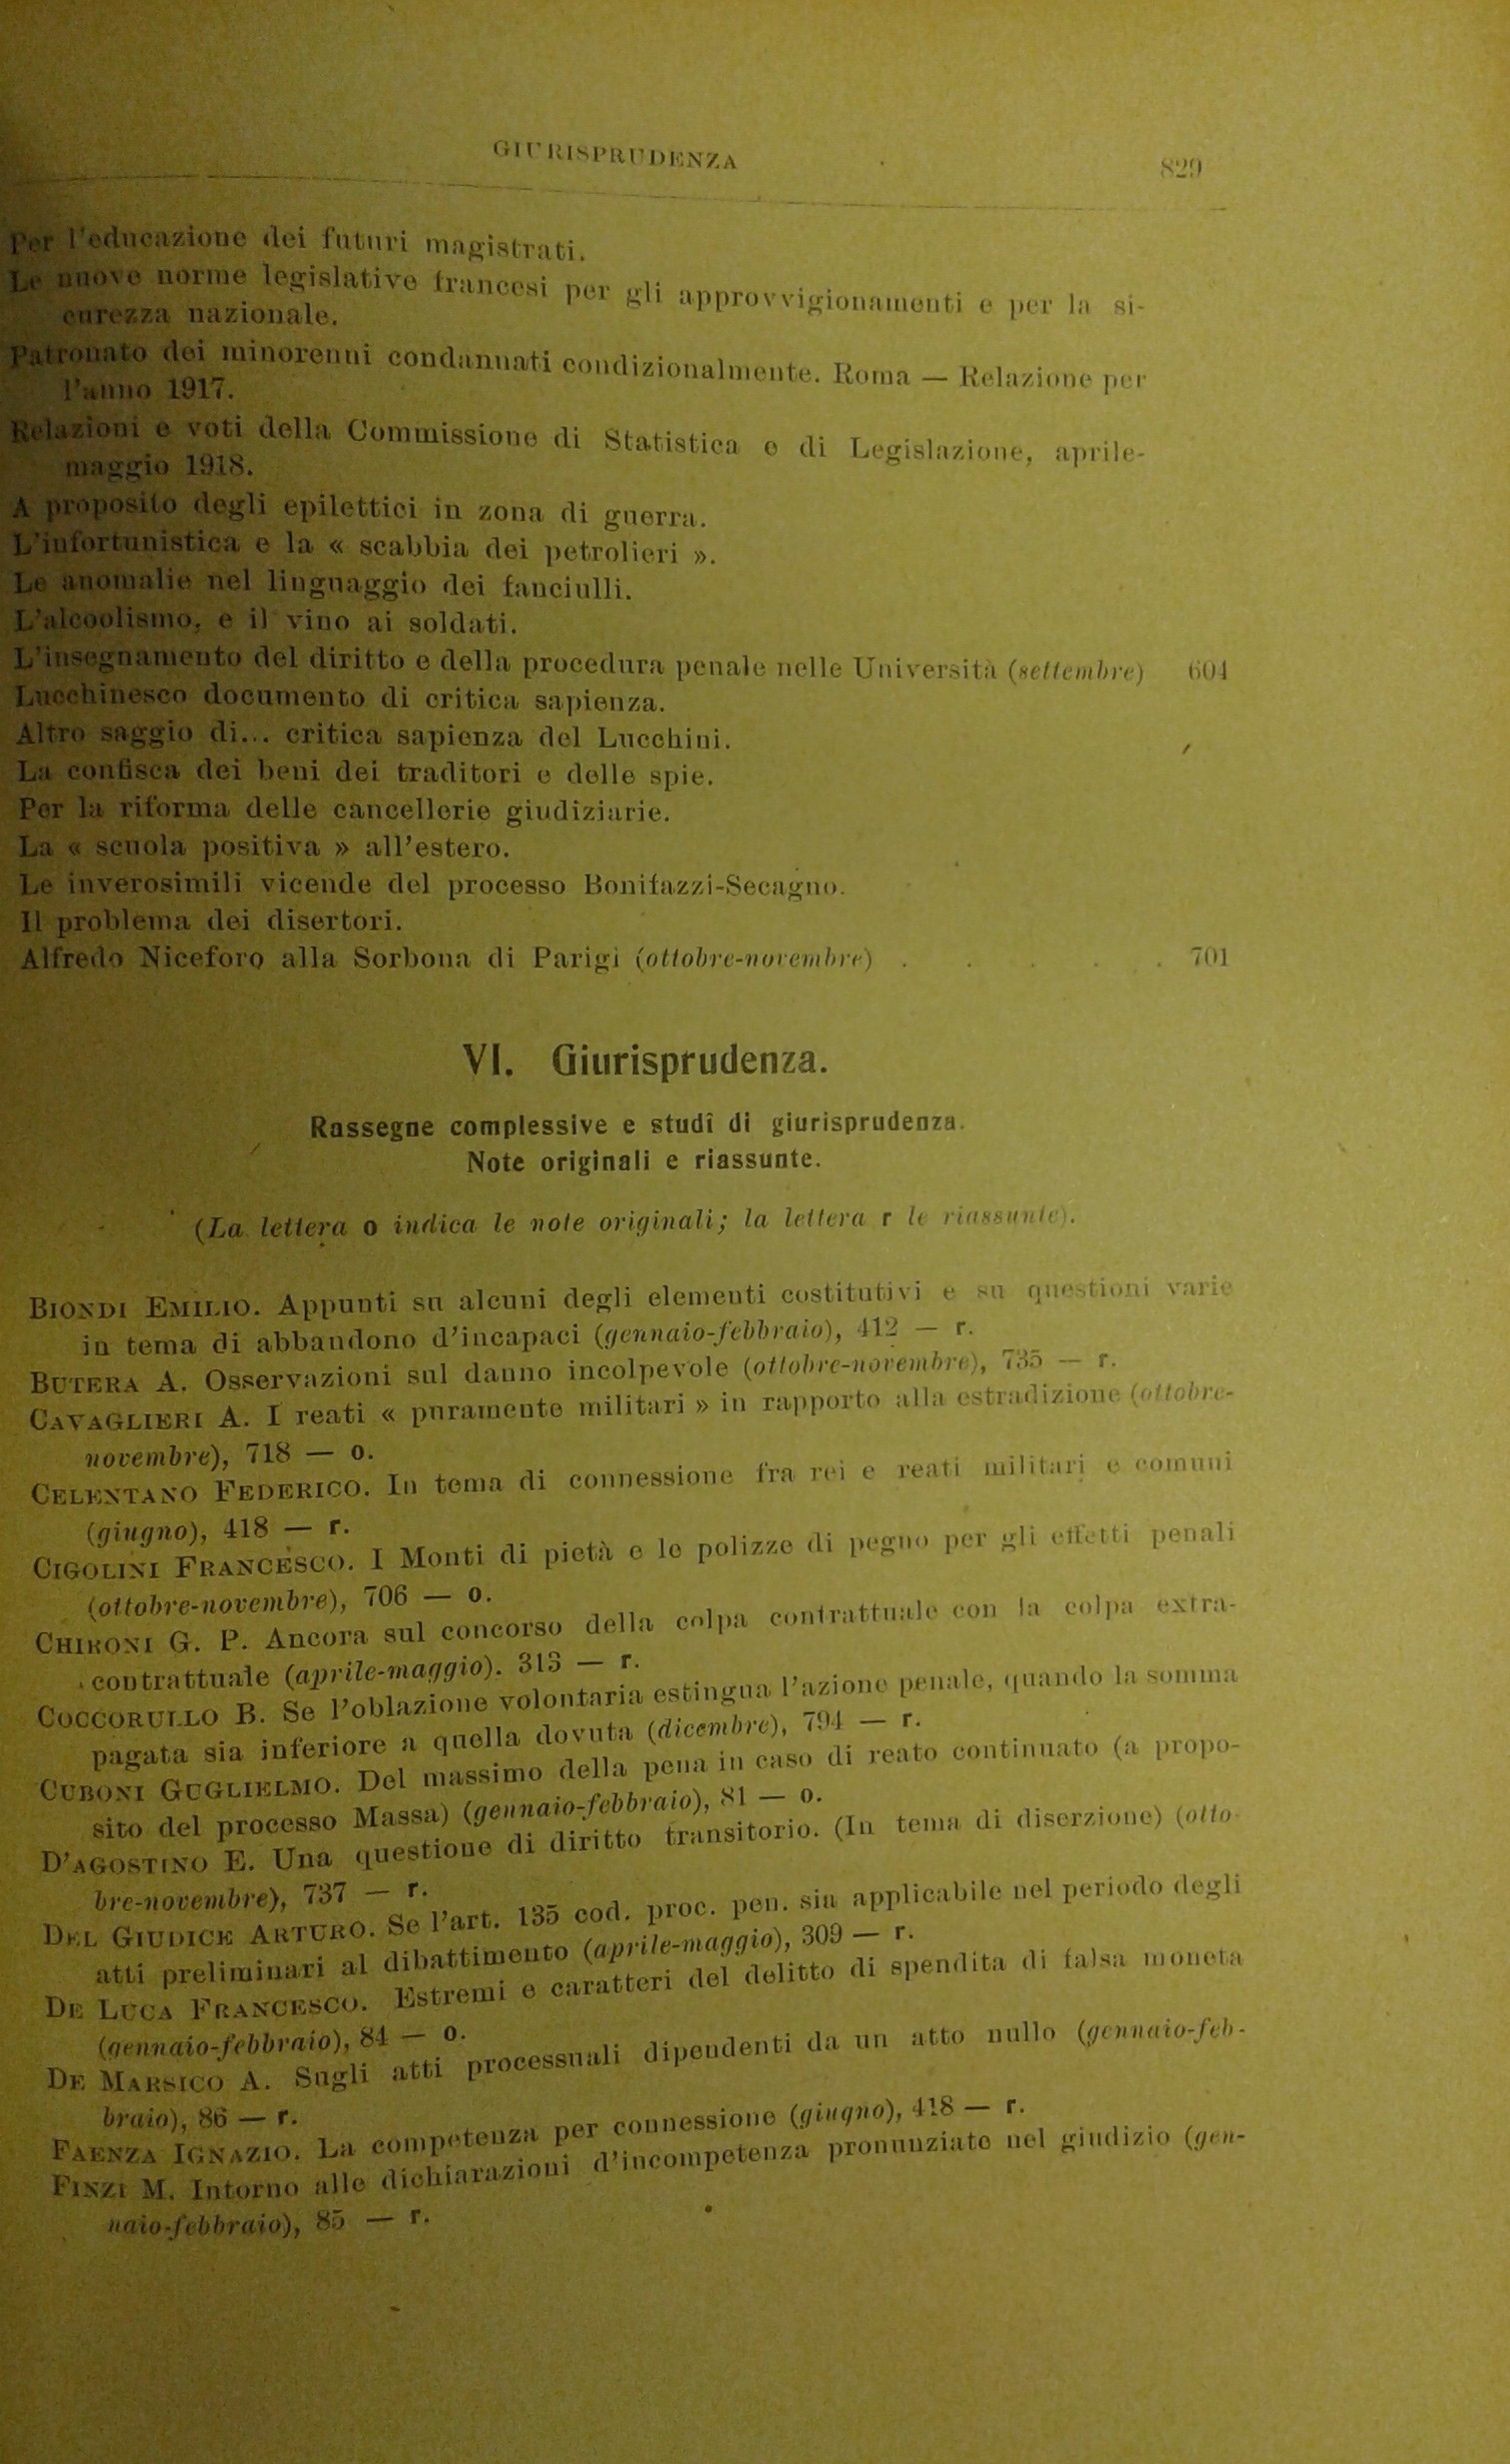 GIURISPRUDENZA 829
Per l'educazione dei futuri magistrati.
Le nuove norme legislative francesi per gli approvvigionamenti e per la si-
curezza nazionale.
Patronato dei minorenni condannati condizionalmente. Roma — Relazione per
l'anno 1917.
Relazioni e voti della Commissione di Statistica e di Legislazione, aprile-
maggio 1918.
A proposito degli epilettici in zona di guerra.
L'infortunistica e la « scabbia dei petrolieri ».
Le anomalie nel linguaggio dei fanciulli.
L'alcoolismo, e il vino ai soldati.
L'insegnamento del diritto e della procedura penale nelle Università (settembre) 604
Lucchinesco documento di critica sapienza.
Altro saggio di... critica sapienza del Lucchini.
La confisca dei beni dei traditori e delle spie.
Per la riforma delle cancellerie giudiziarie.
La « scuola positiva » all'estero.
Le inverosimili vicende del processo Bonifazzi-Secagno.
Il problema dei disertori.
Alfredo Niceforo alla Sorbona di Parigi (ottobre-novembre) . . . . . 701
VI. Giurisprudenza.
Rassegne complessive e studî di giurisprudenza.
Note originali e riassunte.
(La lettera o indica le note originali; la lettera r le riassunte).
BIONDI EMILIO. Appunti su alcuni degli elementi costitutivi e su questioni varie
in tema di abbandono d'incapaci (gennaio-febbraio), 412 — r.
BUTERA A. Osservazioni sul danno incolpevole (ottobre-novembre), 735 — r.
CAVAGLIERI A. I reati « puramente militari » in rapporto alla estradizione (ottobre-
novembre), 718 — o.
CELENTANO FEDERICO. In tema di connessione fra rei e reati militari e comuni
(giugno), 418 — r.
CIGOLINI FRANCESCO. I Monti di pietà e le polizze di pegno per gli effetti penali
(ottobre-novembre), 706 — o.
CHIRONI G. P. Ancora sul concorso della colpa contrattuale con la colpa extra-
contrattuale (aprile-maggio). 313 — r.
COCCORULLO B. Se l'oblazione volontaria estingua l'azione penale, quando la somma
pagata sia inferiore a quella dovuta (dicembre), 794 — r.
CUBONI GUGLIELMO. Del massimo della pena in caso di reato continuato (a propo-
sito del processo Massa) (gennaio-febbraio), 81 — o.
D'AGOSTINO E. Una questione di diritto transitorio. (In tema di diserzione) (otto
bre-novembre), 737 — r.
DEL GIUDICE ARTURO. Se l'art. 135 cod. proc. pen. sia applicabile nel periodo degli
atti preliminari al dibattimento (aprile-maggio), 309 — r.
DE LUCA FRANCESCO. Estremi e caratteri del delitto di spendita di falsa moneta
(gennaio-febbraio), 84 — o.
DE MARSICO A. Sugli atti processuali dipendenti da un atto nullo (gennaio-feb-
braio), 86 — r.
FAENZA IGNAZIO. La competenza per connessione (giugno), 418 — r.
FINZI M. Intorno alle dichiarazioni d'incompetenza pronunziate nel giudizio (gen-
naio-febbraio), 85 — r.